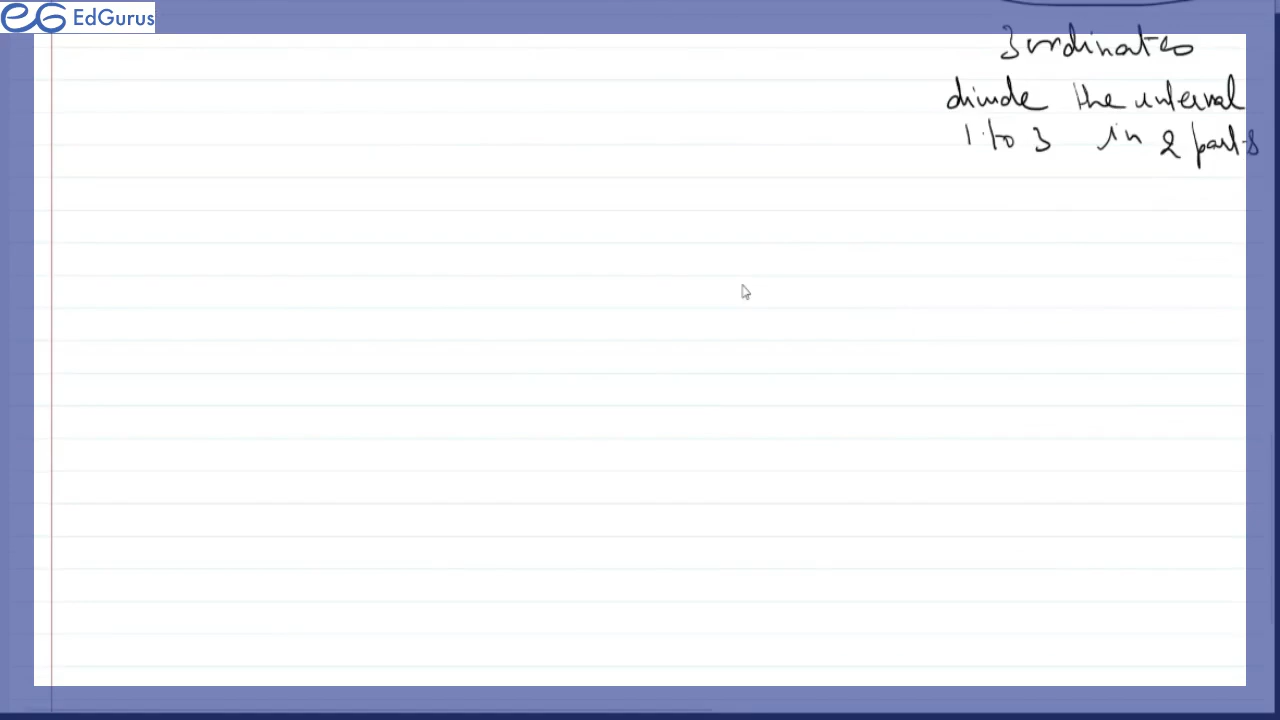 EdGurus
3 ordinates
divide the interval
1 to 3 in 2 parts